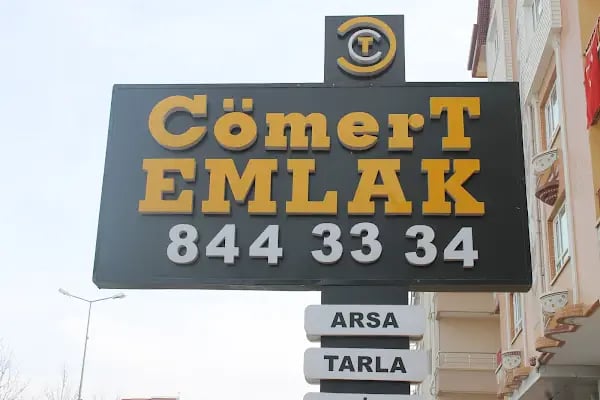 CömerT
EMLAK
844 33 34
ARSA
TARLA